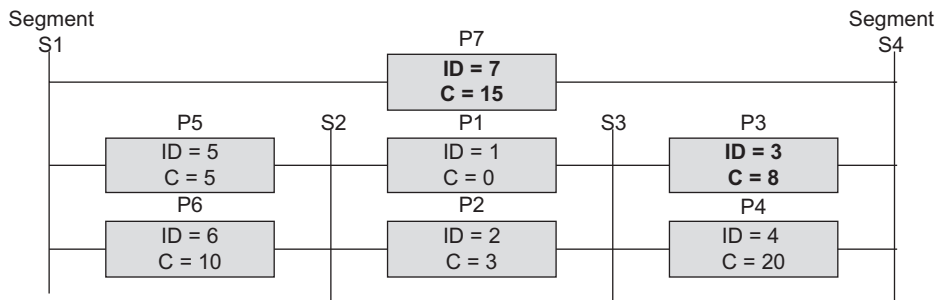 Segment Segment
S1 P7 S4
ID = 7
C = 15
P5 S2 P1 S3 P3
ID = 5 ID = 1 ID = 3
C = 5 C = 0 C = 8
P6 P2 P4
ID = 6 ID = 2 ID = 4
C = 10 C = 3 C = 20